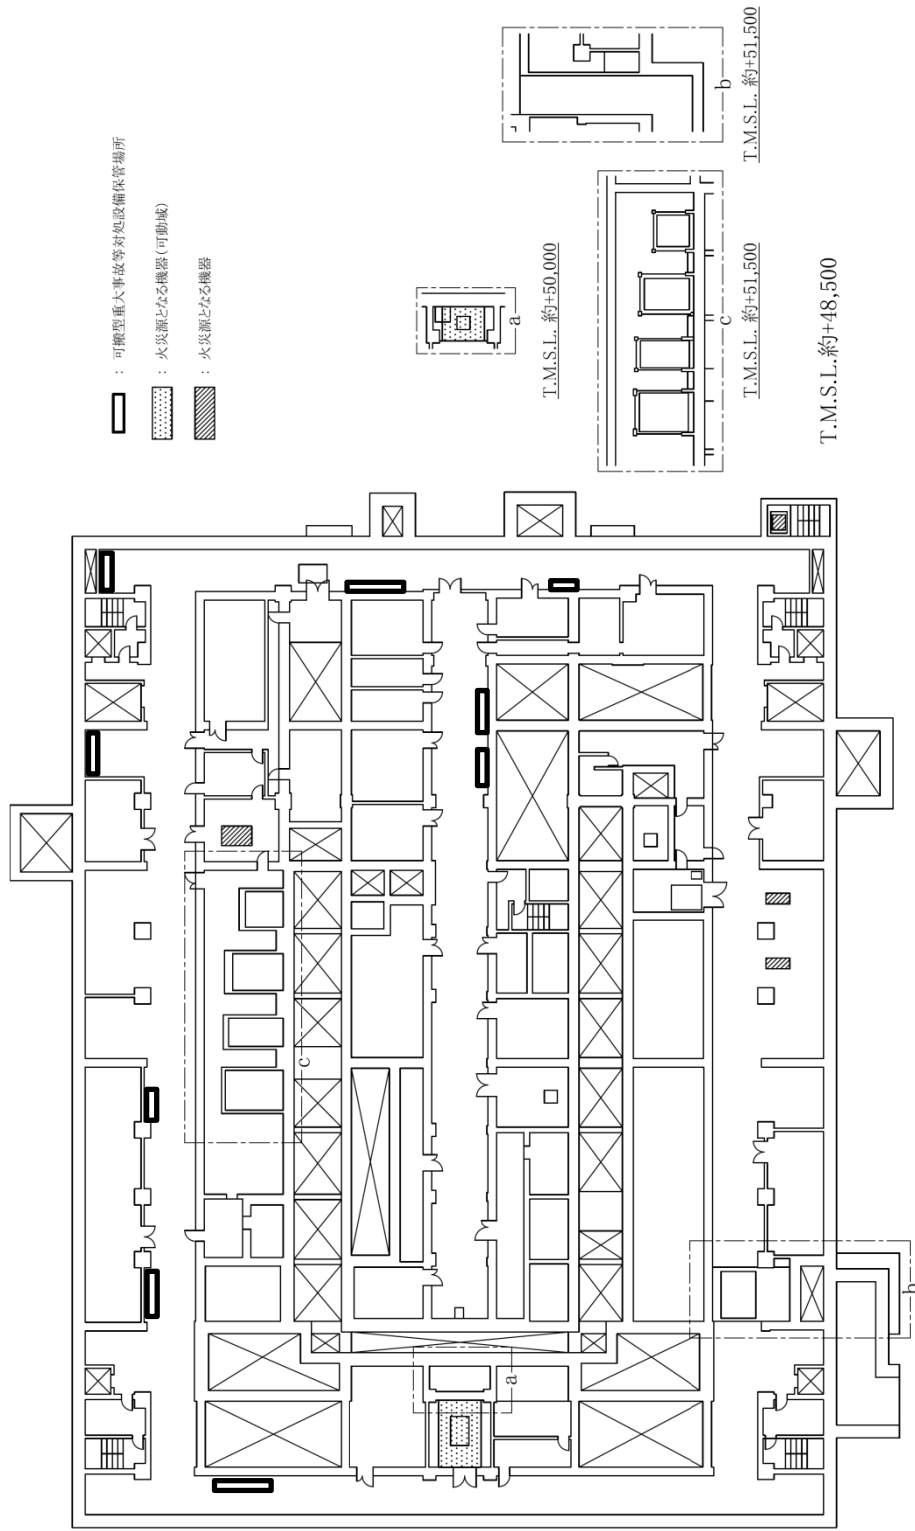 ： 可搬型重大事故等対処設備保管場所
： 火災源となる機器(可動域)
： 火災源となる機器
a
T.M.S.L. 約+50,000
b
T.M.S.L. 約+51,500
c
T.M.S.L. 約+51,500
T.M.S.L.約+48,500
a
b
c